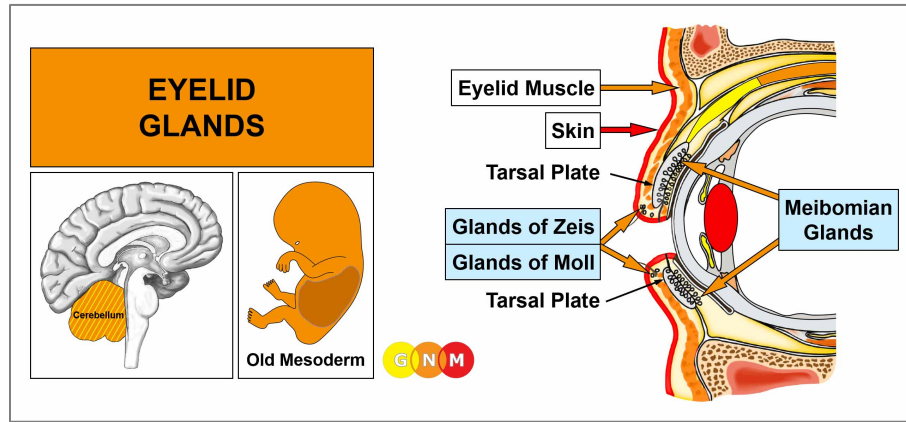 EYELID
GLANDS
Cerebellum
Old Mesoderm
GNM
Eyelid Muscle
Skin
Tarsal Plate
Glands of Zeis
Glands of Moll
Tarsal Plate
Meibomian
Glands